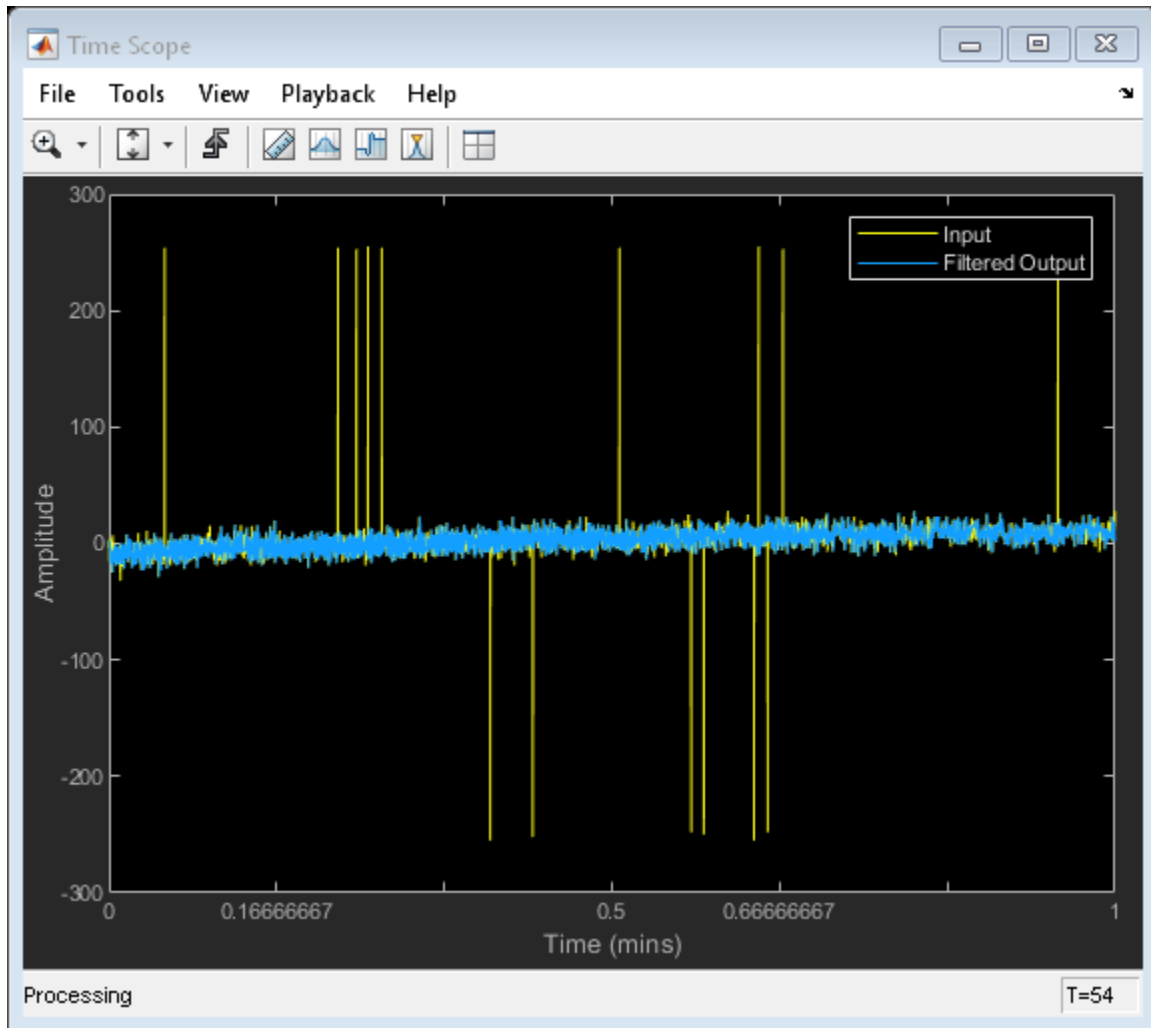 Time Scope
File Tools View Playback Help
300
Input
Filtered Output
200
100
0
-100
-200
-300
Amplitude
0 0.16666667 0.5 0.66666667 1
Time (mins)
Processing T=54